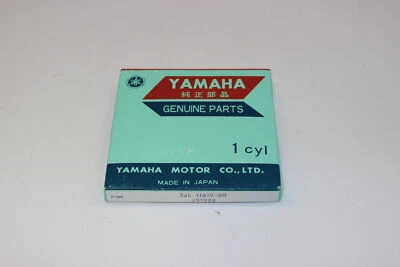 YAMAHA
純正部品
GENUINE PARTS
1 cyl
YAMAHA MOTOR CO.,LTD.
MADE IN JAPAN